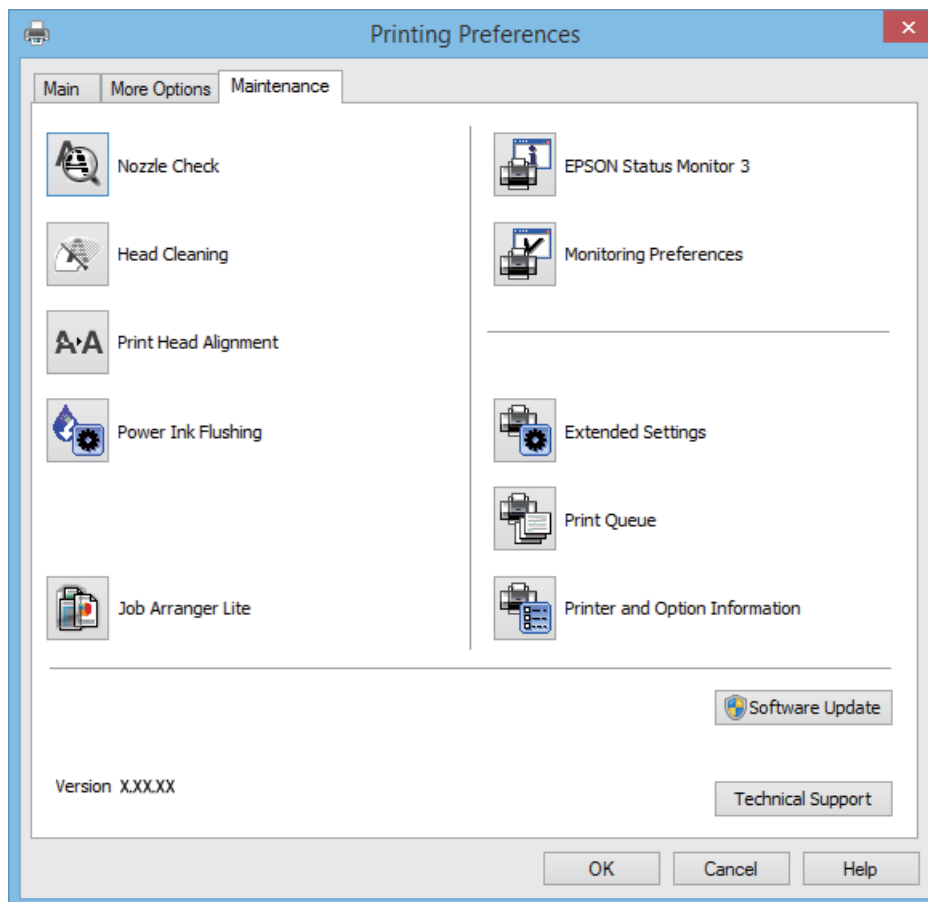 Printing Preferences
Main
More Options
Maintenance
Nozzle Check
Head Cleaning
Print Head Alignment
Power Ink Flushing
Job Arranger Lite
EPSON Status Monitor 3
Monitoring Preferences
Extended Settings
Print Queue
Printer and Option Information
Software Update
Version X.XX.XX
Technical Support
OK
Cancel
Help